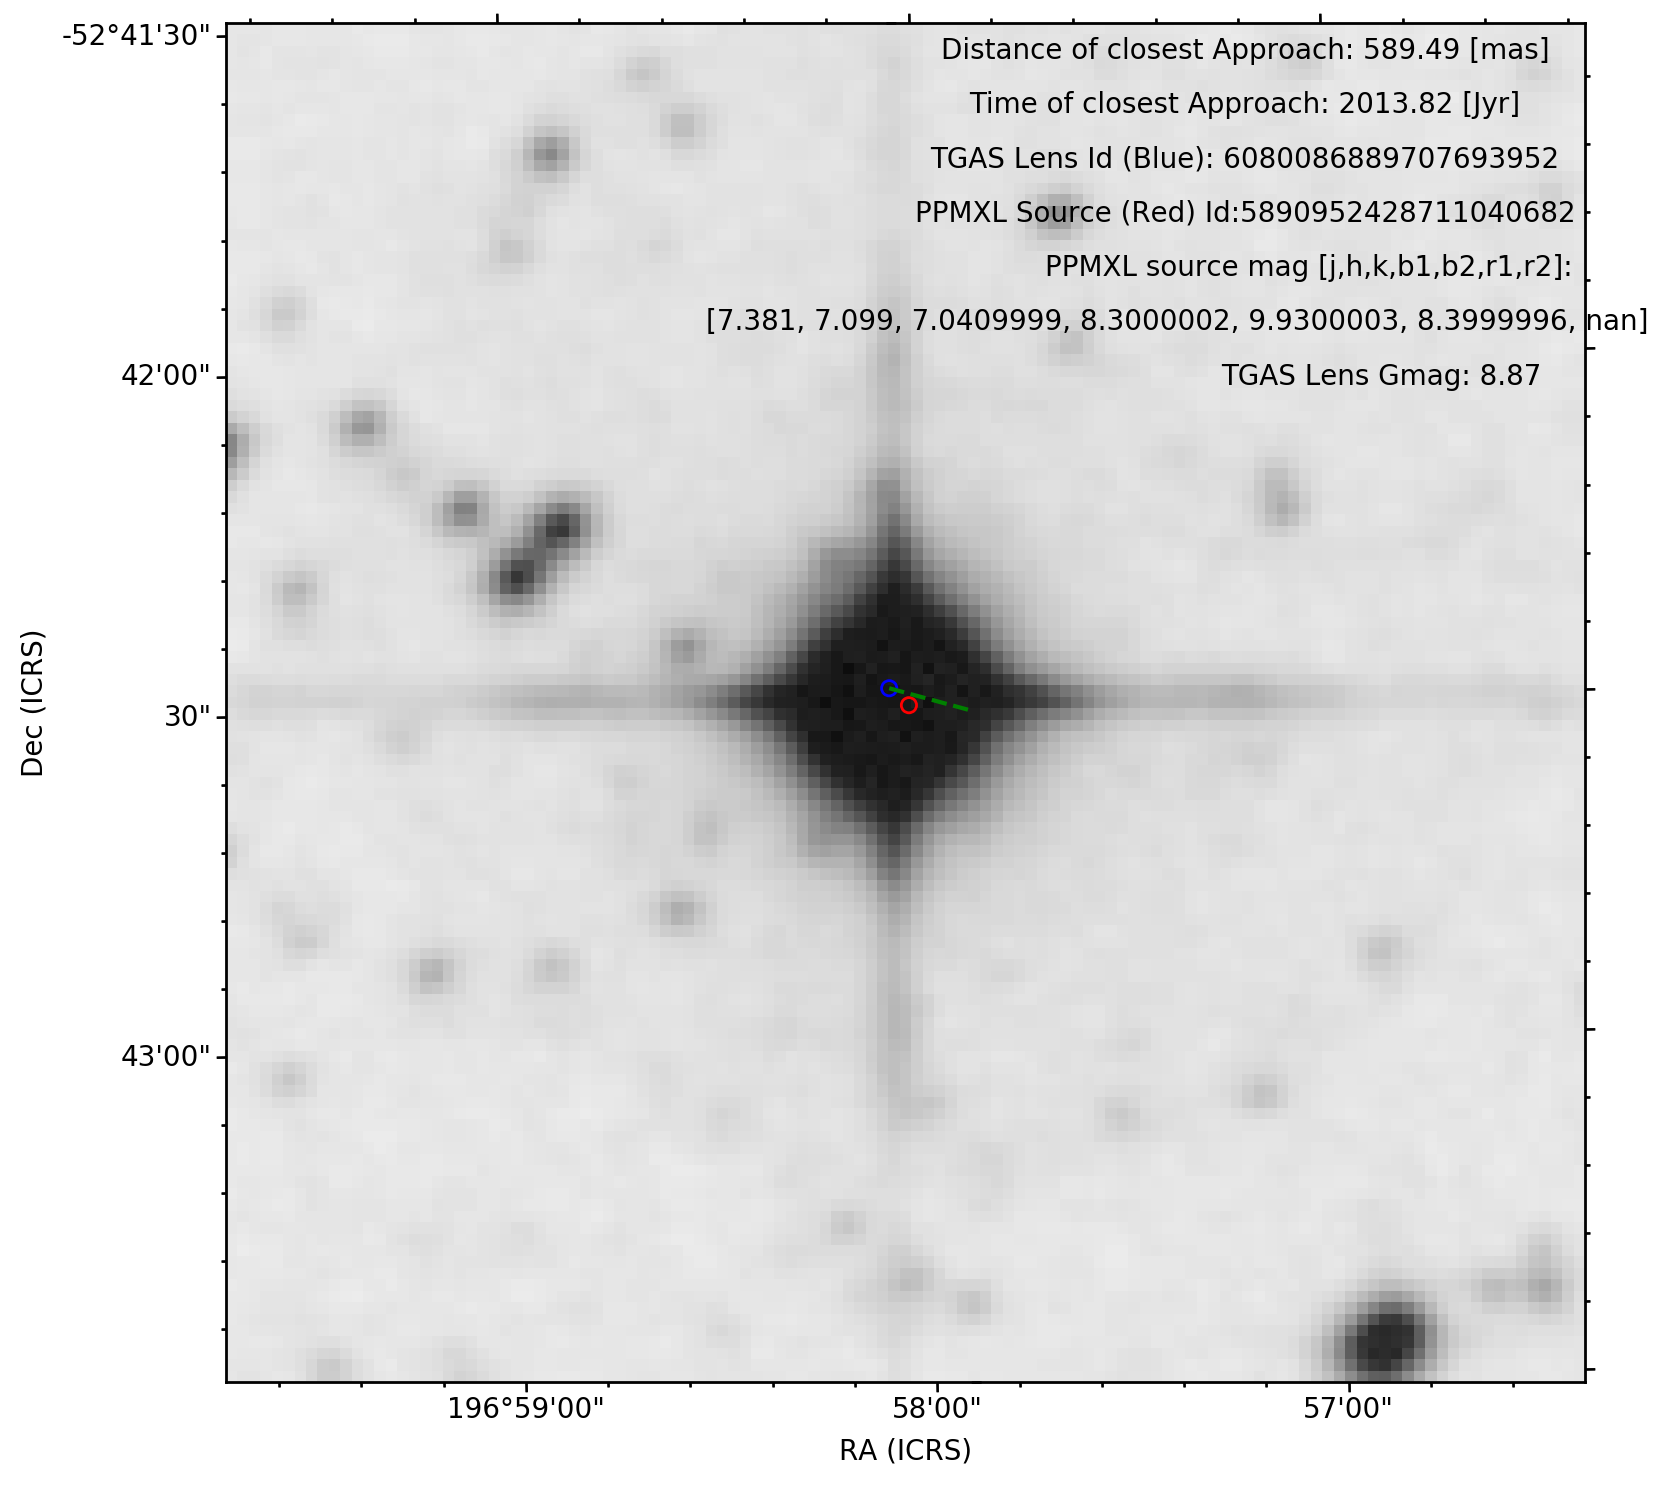 -52°41'30"
Distance of closest Approach: 589.49 [mas]
Time of closest Approach: 2013.82 [Jyr]
TGAS Lens Id (Blue): 6080086889707693952
PPMXL Source (Red) Id:5890952428711040682
PPMXL source mag [j,h,k,b1,b2,r1,r2]:
[7.381, 7.099, 7.0409999, 8.3000002, 9.9300003, 8.3999996, nan]
42'00"
TGAS Lens Gmag: 8.87
Dec (ICRS)
30"
43'00"
196°59'00" 58'00" 57'00"
RA (ICRS)